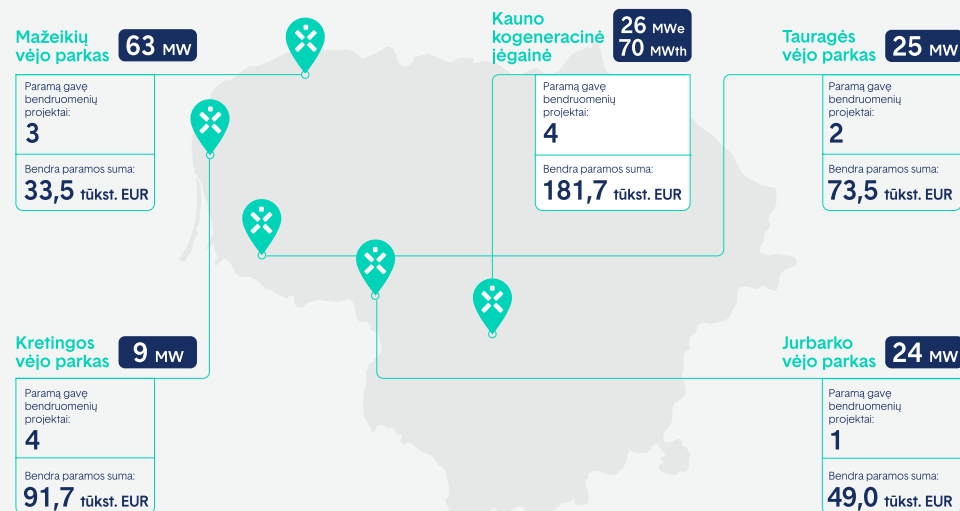 Mažeikių
vėjo parkas
63 MW
Paramą gavę
bendruomenių
projektai:
3
Bendra paramos suma:
33,5 tūkst. EUR
Kauno
kogeneracinė
jėgainė
26 MWe
70 MWth
Paramą gavę
bendruomenių
projektai:
4
Bendra paramos suma:
181,7 tūkst. EUR
Tauragės
vėjo parkas
25 MW
Paramą gavę
bendruomenių
projektai:
2
Bendra paramos suma:
73,5 tūkst. EUR
Kretingos
vėjo parkas
9 MW
Paramą gavę
bendruomenių
projektai:
4
Bendra paramos suma:
91,7 tūkst. EUR
Jurbarko
vėjo parkas
24 MW
Paramą gavę
bendruomenių
projektai:
1
Bendra paramos suma:
49,0 tūkst. EUR